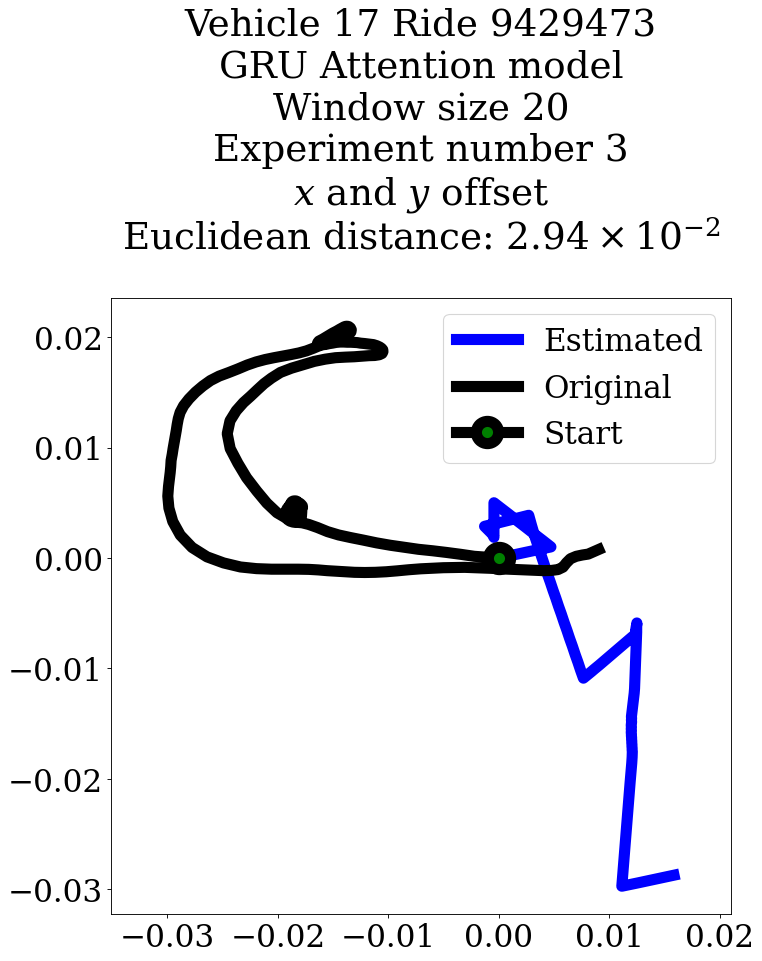 Vehicle 17 Ride 9429473
GRU Attention model
Window size 20
Experiment number 3
x and y offset
Euclidean distance: 2.94 × 10⁻²
Estimated
Original
Start
0.02
0.01
0.00
−0.01
−0.02
−0.03
−0.03 −0.02 −0.01 0.00 0.01 0.02